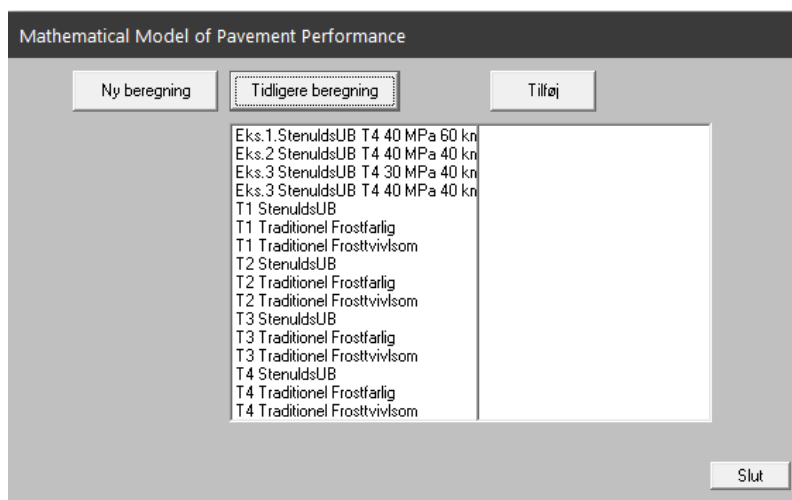 Mathematical Model of Pavement Performance
Ny beregning
Tidligere beregning
Tilføj
Eks.1.StenuldsUB T4 40 MPa 60 kn
Eks.2 StenuldsUB T4 40 MPa 40 kn
Eks.3 StenuldsUB T4 30 MPa 40 kn
Eks.3 StenuldsUB T4 40 MPa 40 kn
T1 StenuldsUB
T1 Traditionel Frostfarlig
T1 Traditionel Frosttvivlsom
T2 StenuldsUB
T2 Traditionel Frostfarlig
T2 Traditionel Frosttvivlsom
T3 StenuldsUB
T3 Traditionel Frostfarlig
T3 Traditionel Frosttvivlsom
T4 StenuldsUB
T4 Traditionel Frostfarlig
T4 Traditionel Frosttvivlsom
Slut